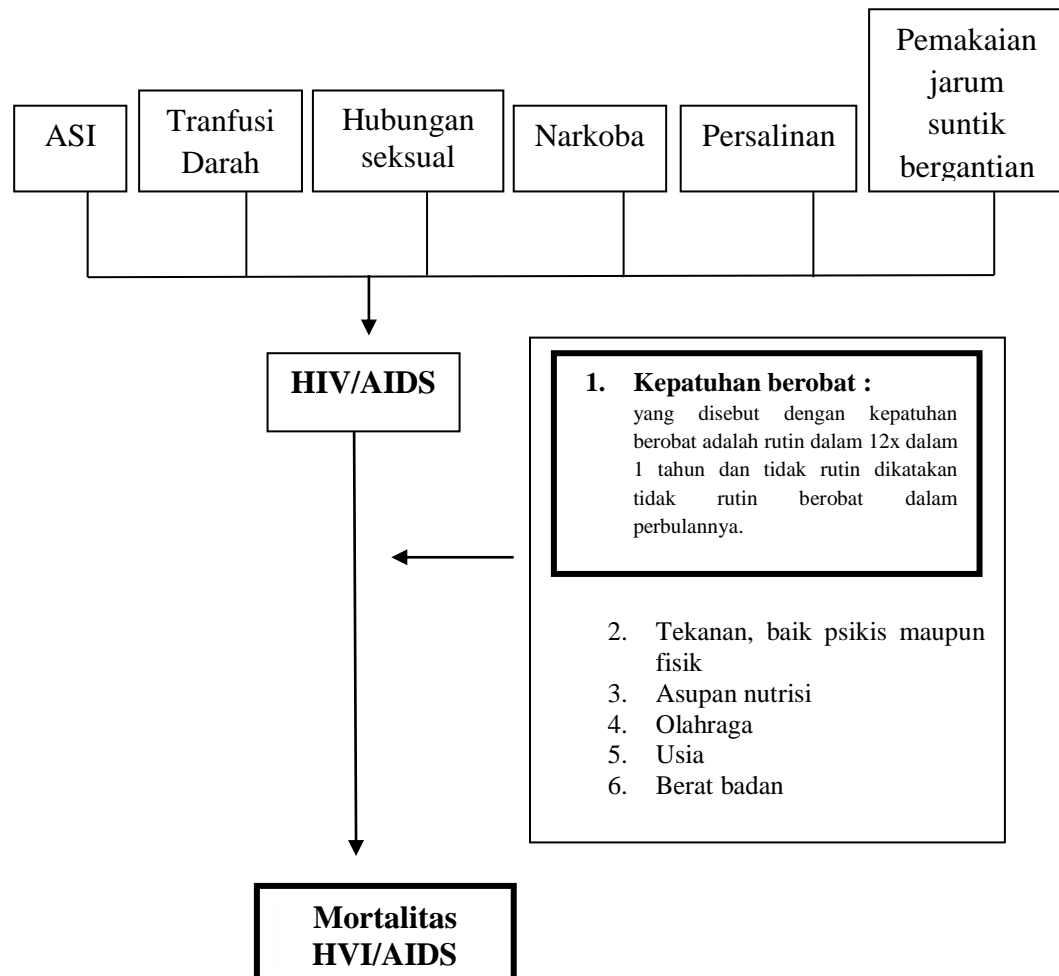 ASI
Tranfusi
Darah
Hubungan
seksual
Narkoba
Persalinan
Pemakaian
jarum
suntik
bergantian
HIV/AIDS
1. Kepatuhan berobat :
yang disebut dengan kepatuhan
berobat adalah rutin dalam 12x dalam
1 tahun dan tidak rutin dikatakan
tidak rutin berobat dalam
perbulannya.
2. Tekanan, baik psikis maupun
fisik
3. Asupan nutrisi
4. Olahraga
5. Usia
6. Berat badan
Mortalitas
HVI/AIDS